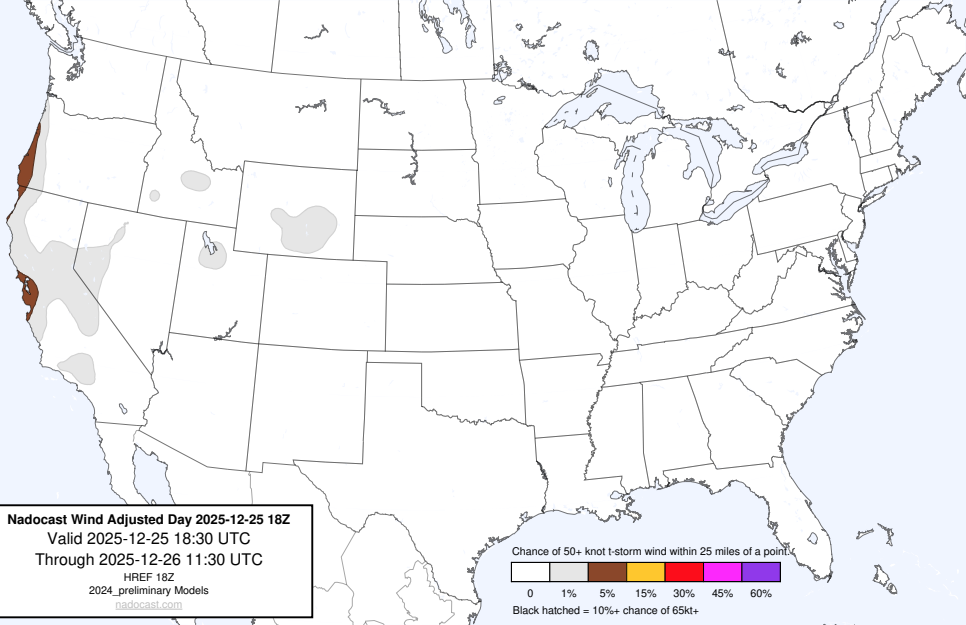 Nadocast Wind Adjusted Day 2025-12-25 18Z
Valid 2025-12-25 18:30 UTC
Through 2025-12-26 11:30 UTC
HREF 18Z
2024_preliminary Models
nadocast.com
Chance of 50+ knot t-storm wind within 25 miles of a point.
0 1% 5% 15% 30% 45% 60%
Black hatched = 10%+ chance of 65kt+